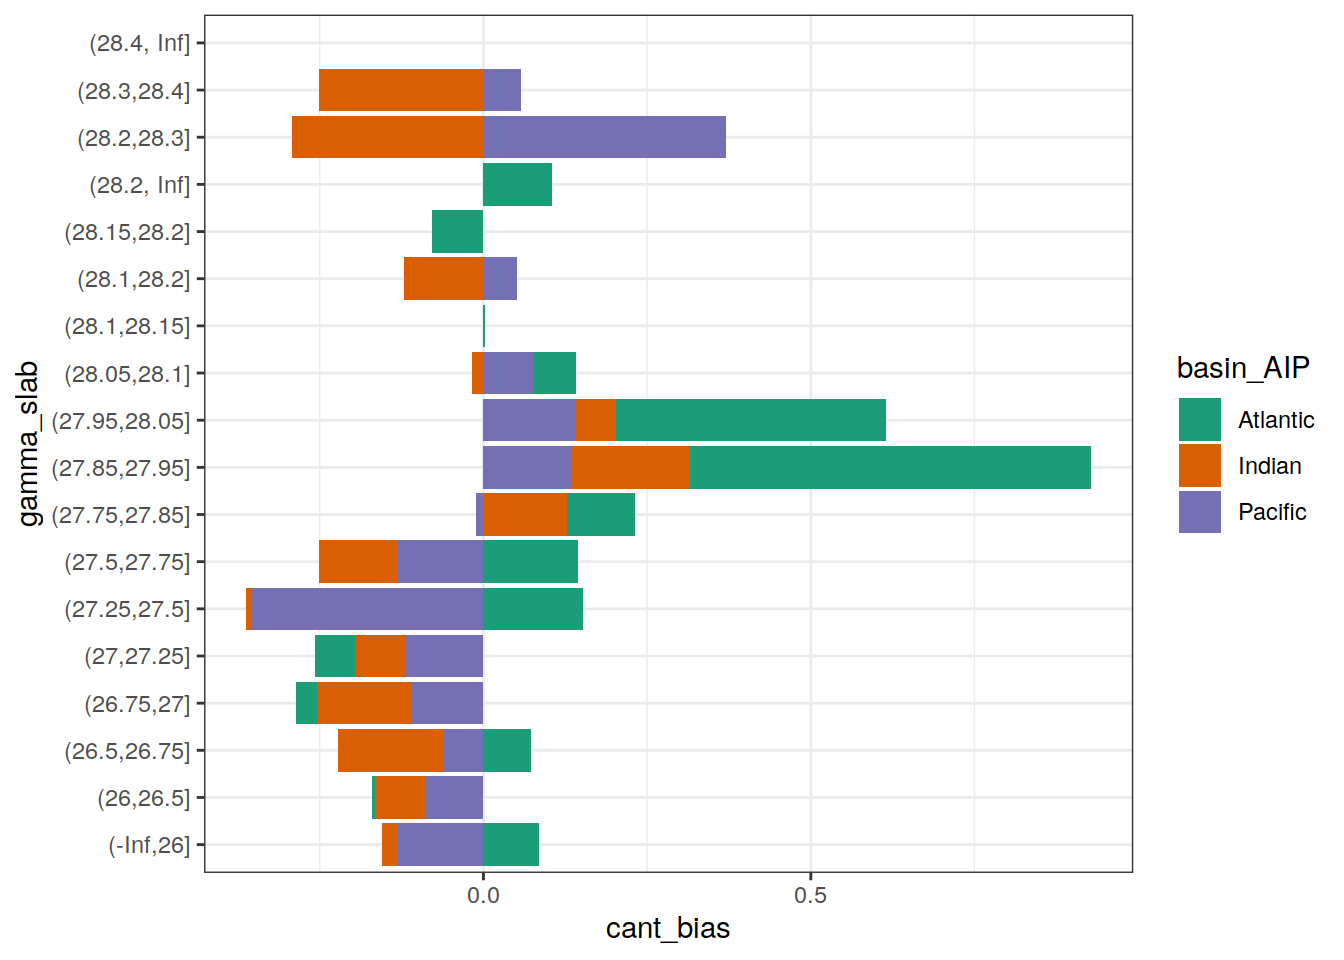 (28.4, Inf]
(28.3,28.4]
(28.2,28.3]
(28.2, Inf]
(28.15,28.2]
(28.1,28.2]
(28.1,28.15]
(28.05,28.1]
(27.95,28.05]
(27.85,27.95]
(27.75,27.85]
(27.5,27.75]
(27.25,27.5]
(27,27.25]
(26.75,27]
(26.5,26.75]
(26,26.5]
(-Inf,26]
gamma_slab
0.0 0.5
cant_bias
basin_AIP
Atlantic
Indian
Pacific